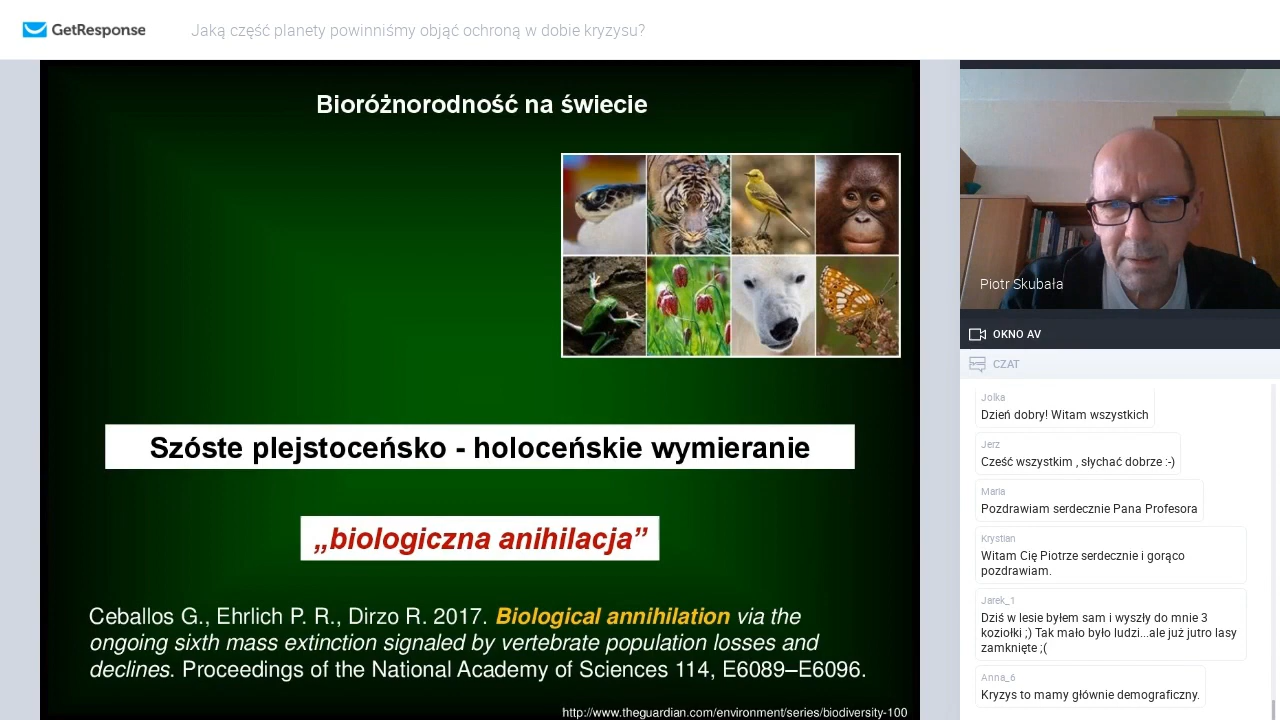 GetResponse
Jaką część planety powinniśmy objąć ochroną w dobie kryzysu?
Bioróżnorodność na świecie
Szóste plejstoceńsko - holoceńskie wymieranie
„biologiczna anihilacja”
Ceballos G., Ehrlich P. R., Dirzo R. 2017. Biological annihilation via the
ongoing sixth mass extinction signaled by vertebrate population losses and
declines. Proceedings of the National Academy of Sciences 114, E6089–E6096.
http://www.theguardian.com/environment/series/biodiversity-100
Piotr Skubała
OKNO AV
CZAT
Jolka
Dzień dobry! Witam wszystkich
Jerz
Cześć wszystkim , słychać dobrze :-)
Maria
Pozdrawiam serdecznie Pana Profesora
Krystian
Witam Cię Piotrze serdecznie i gorąco
pozdrawiam.
Jarek_1
Dziś w lesie byłem sam i wyszły do mnie 3
koziołki ;) Tak mało było ludzi...ale już jutro lasy
zamknięte ;(
Anna_6
Kryzys to mamy głównie demograficzny.